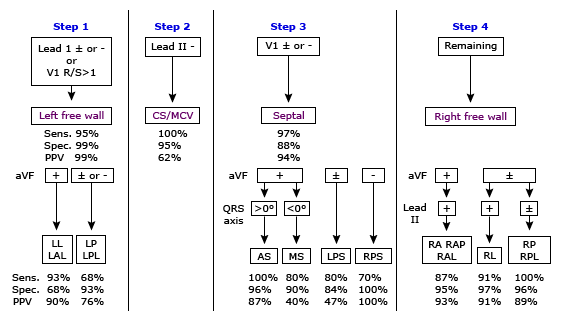 Step 1 Step 2 Step 3 Step 4
Lead 1 ± or - Lead II - V1 ± or - Remaining
or
V1 R/S>1
Left free wall CS/MCV Septal Right free wall
Sens. 95% 100% 97%
Spec. 99% 95% 88%
PPV 99% 62% 94%
aVF + ± or - aVF + ± - aVF + ±
QRS axis >0° <0° Lead II + + ±
LL LAL LP LPL AS MS LPS RPS RA RAP RAL RL RP RPL
Sens. 93% 68% 100% 80% 80% 70% 87% 91% 100%
Spec. 68% 93% 96% 90% 84% 100% 95% 97% 96%
PPV 90% 76% 87% 40% 47% 100% 93% 91% 89%